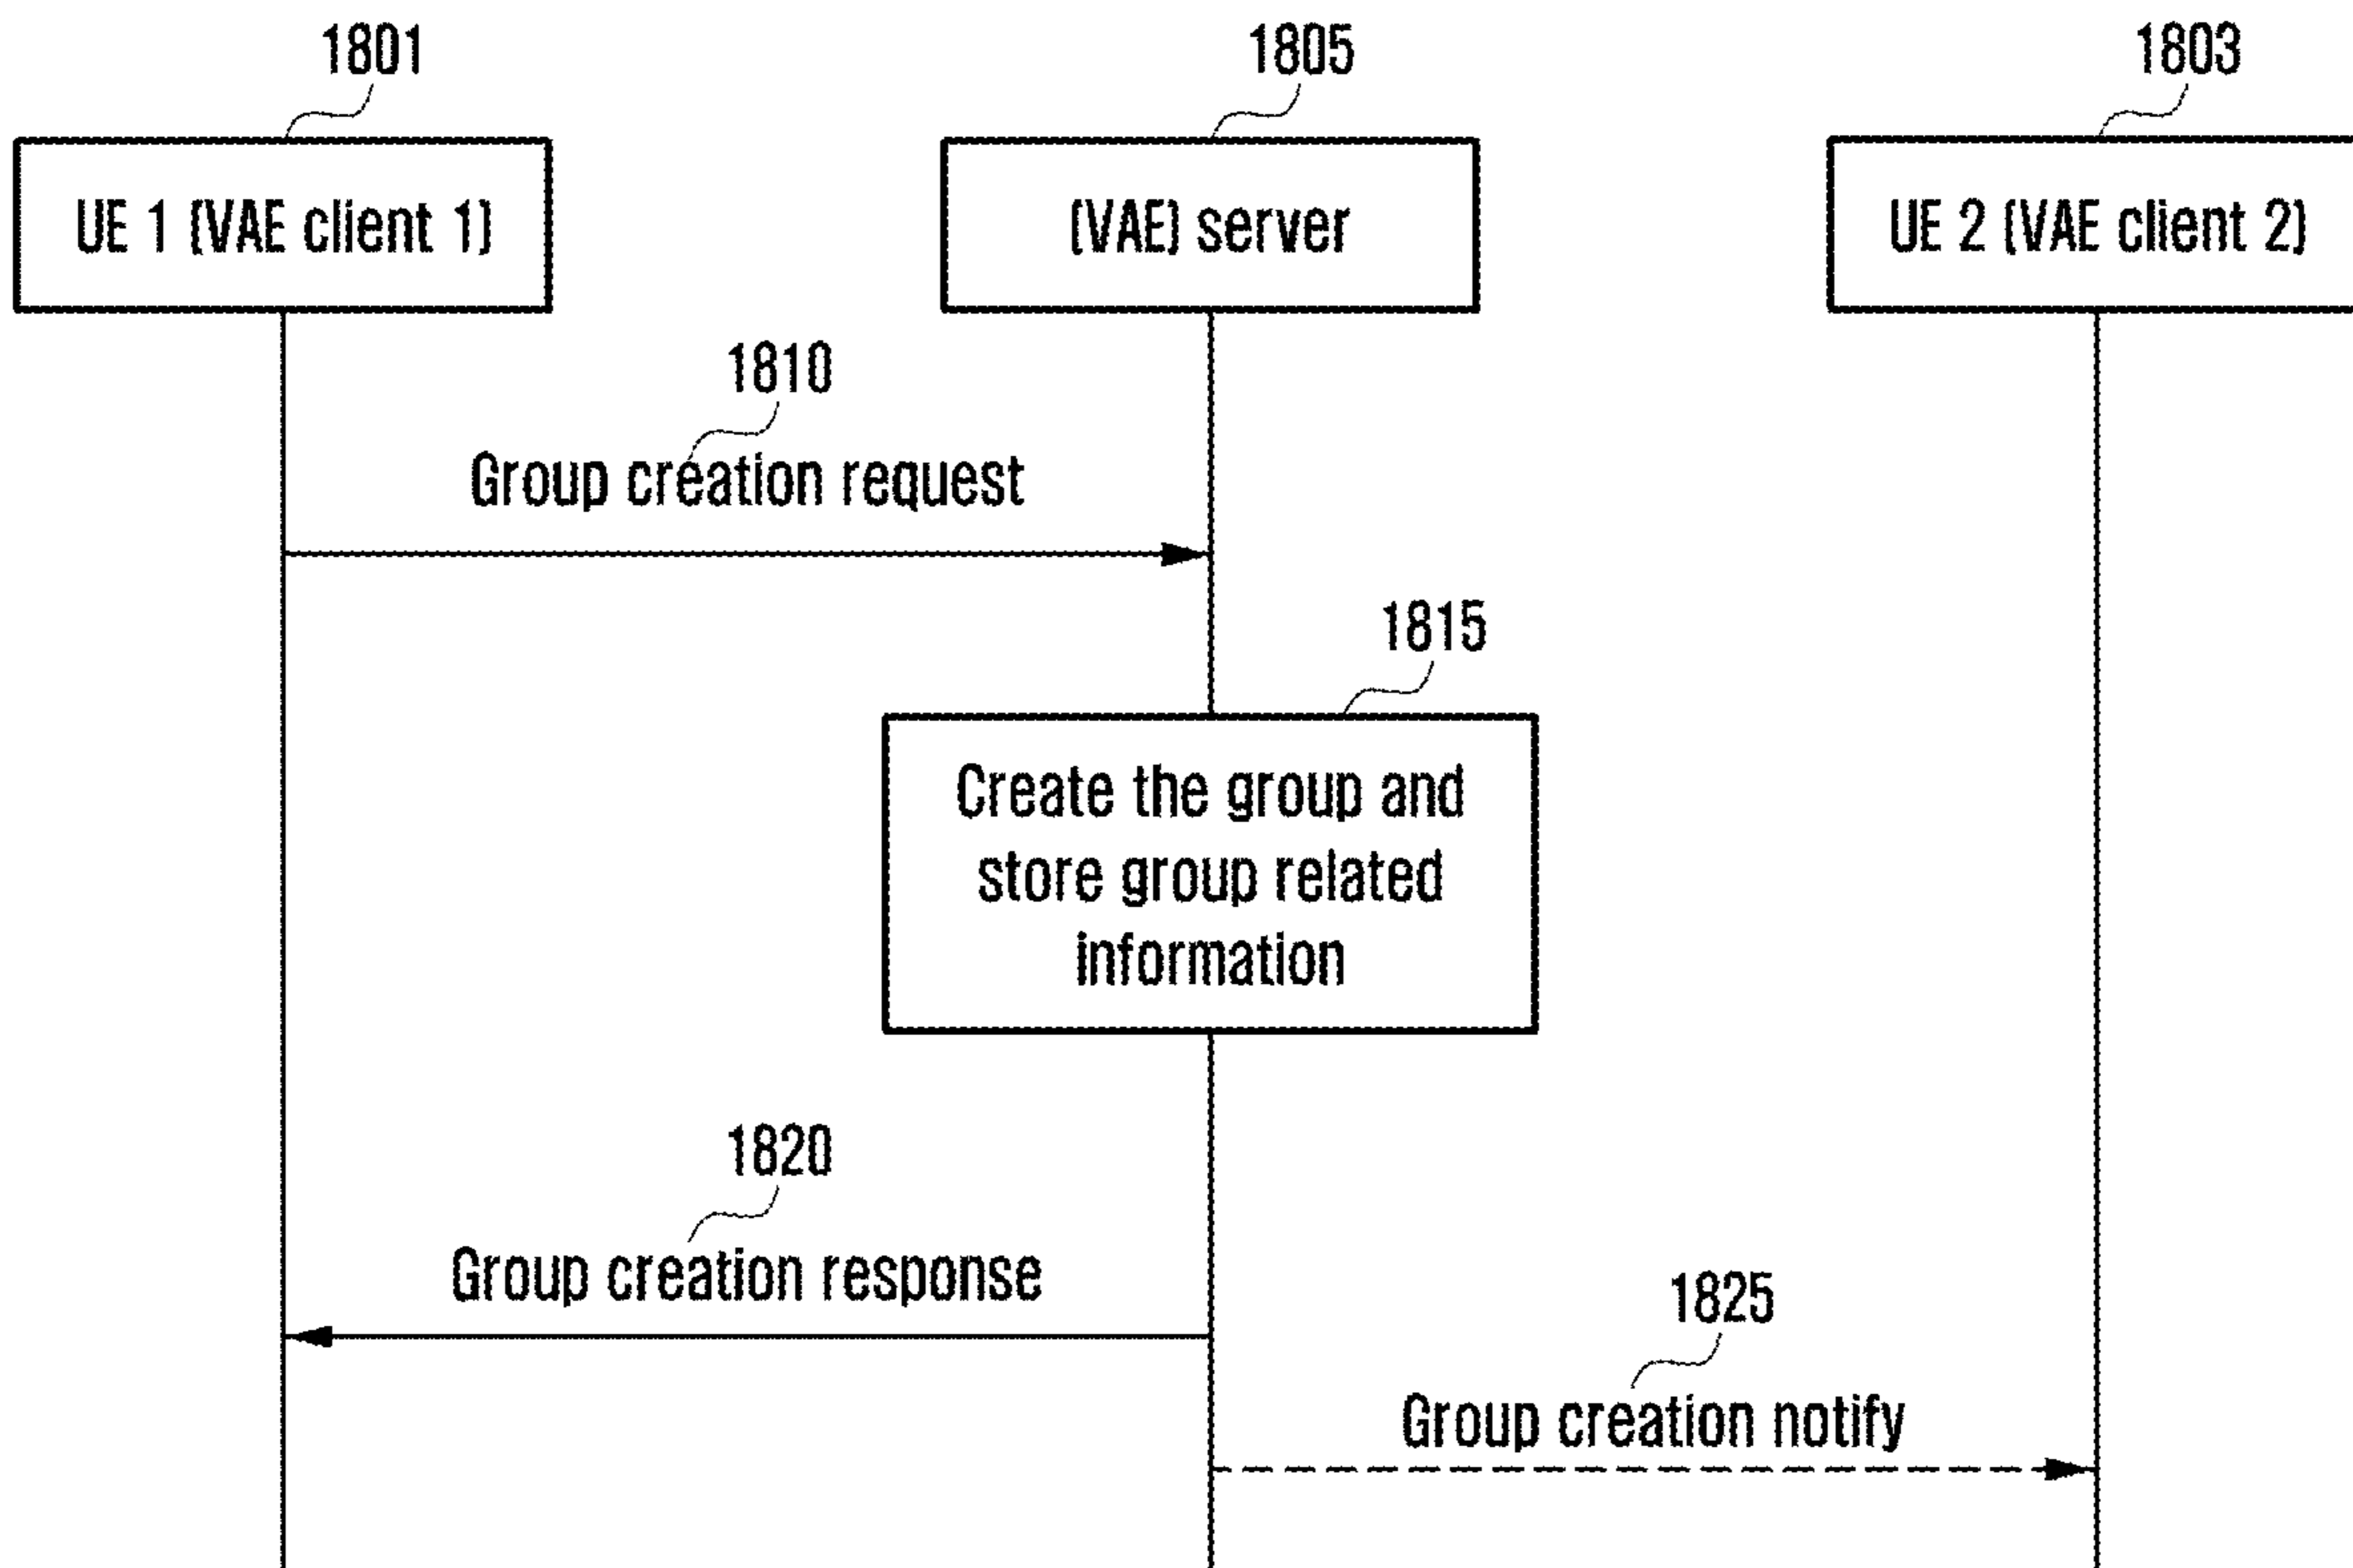 1801
1805
1803
UE 1 (VAE client 1)
(VAE) server
UE 2 (VAE client 2)
1810
Group creation request
1815
Create the group and
store group related
information
1820
Group creation response
1825
Group creation notify